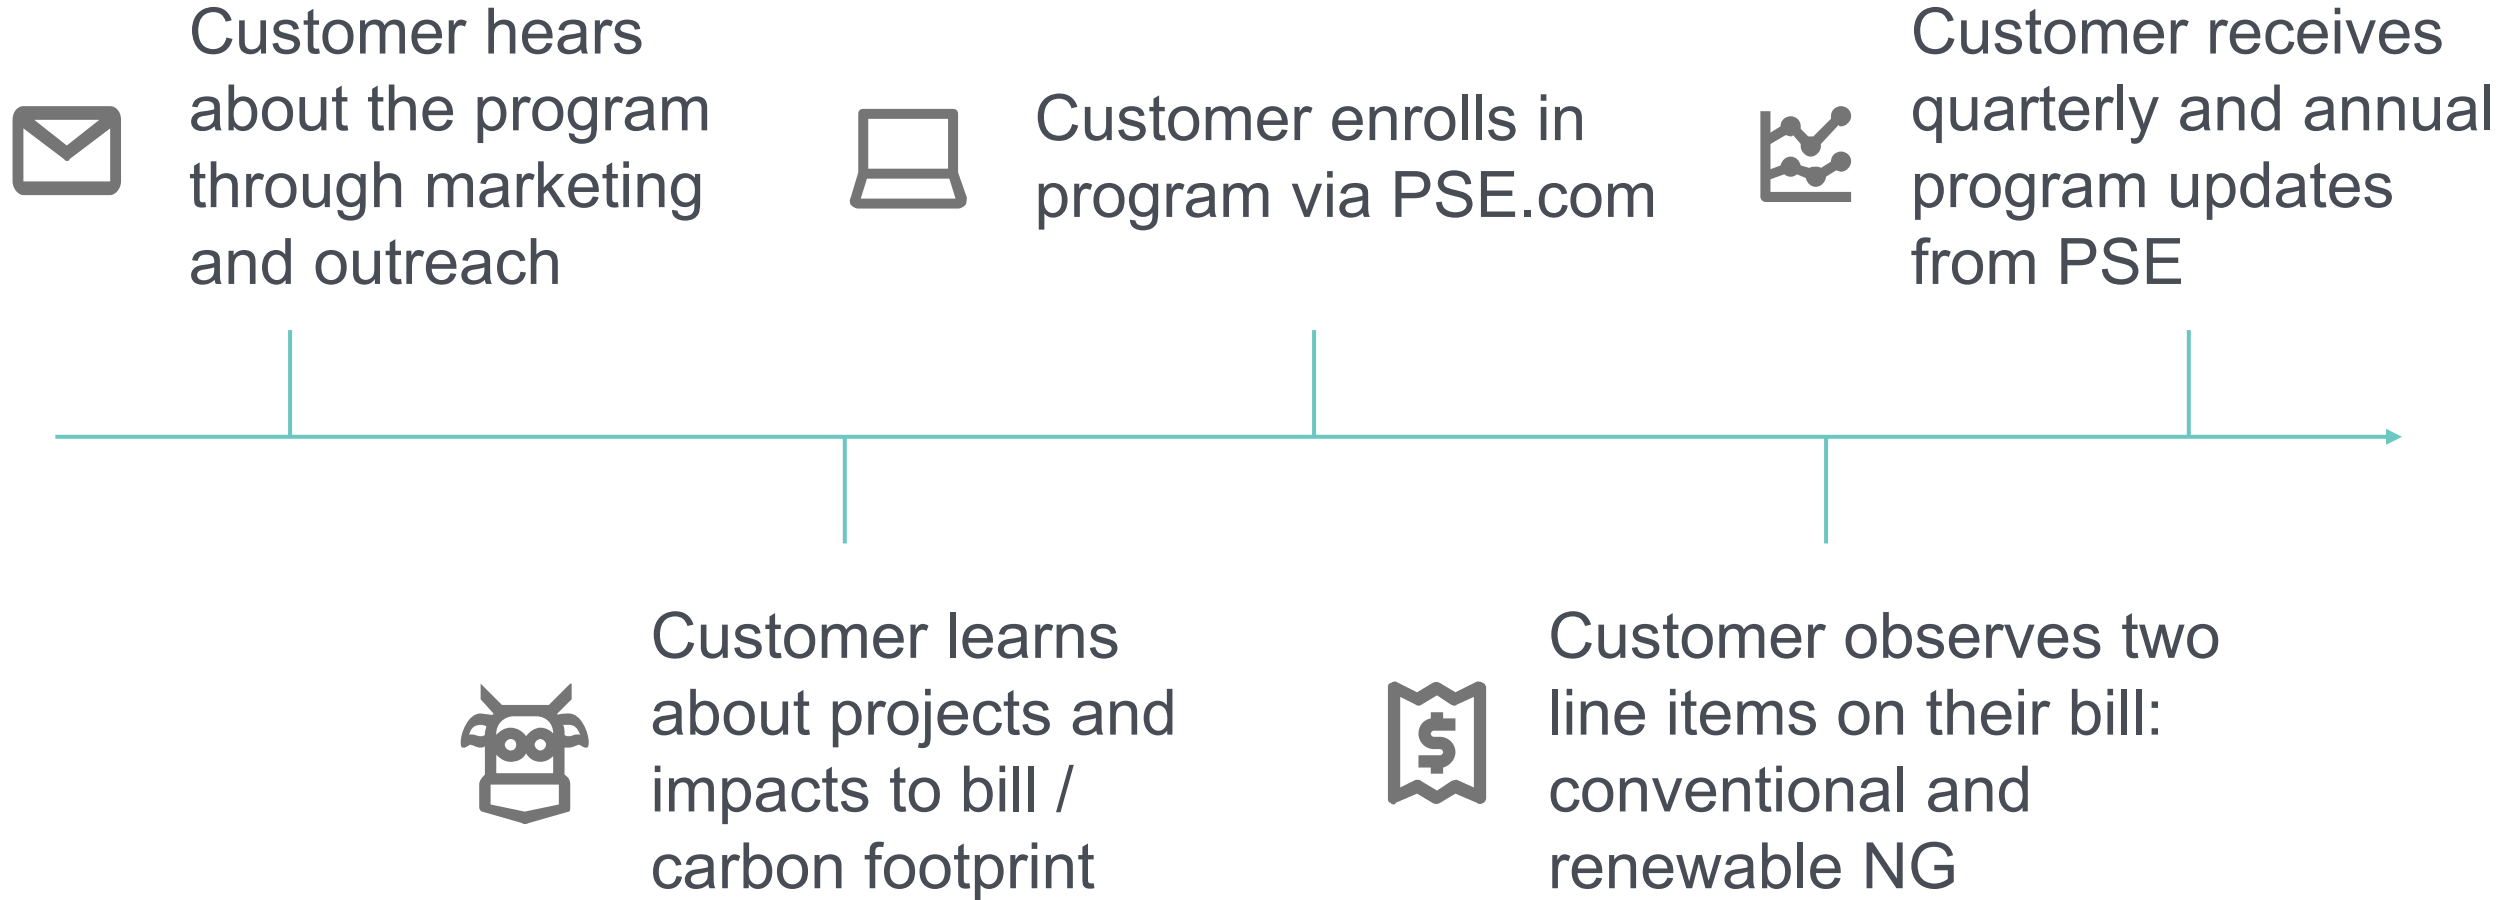 Customer hears
about the program
through marketing
and outreach
Customer learns
about projects and
impacts to bill /
carbon footprint
Customer enrolls in
program via PSE.com
Customer observes two
line items on their bill:
conventional and
renewable NG
Customer receives
quarterly and annual
program updates
from PSE